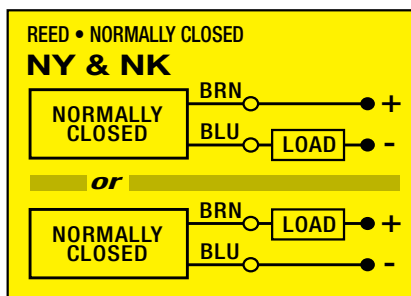 REED • NORMALLY CLOSED
NY & NK
NORMALLY
CLOSED
BRN
+
BLU
LOAD
-
or
NORMALLY
CLOSED
BRN
LOAD
+
BLU
-